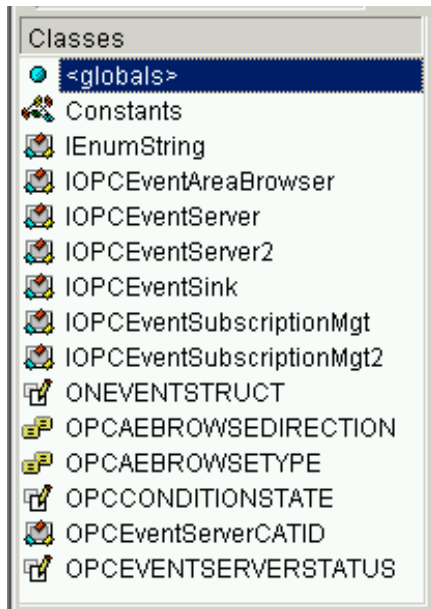 Classes
<globals>
Constants
IEnumString
IOPCEventAreaBrowser
IOPCEventServer
IOPCEventServer2
IOPCEventSink
IOPCEventSubscriptionMgt
IOPCEventSubscriptionMgt2
ONEVENTSTRUCT
OPCAEBROWSEDIRECTION
OPCAEBROWSETYPE
OPCCONDITIONSTATE
OPCEventServerCATID
OPCEVENTSERVERSTATUS